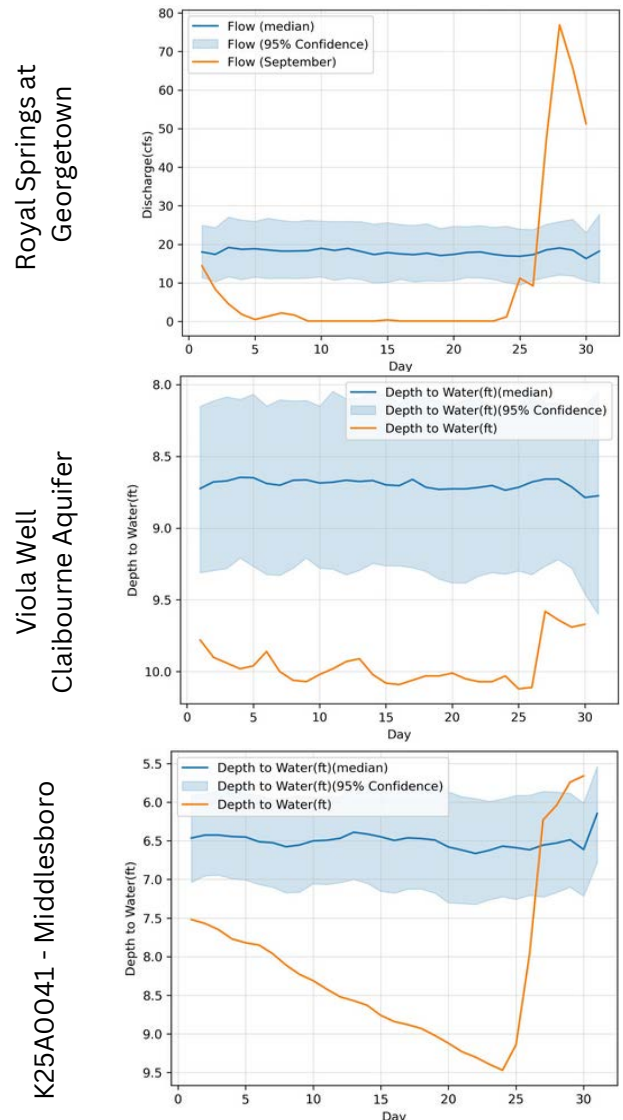 Royal Springs at
Georgetown
80
70
60
50
40
30
20
10
0
Discharge(cfs)
Flow (median)
Flow (95% Confidence)
Flow (September)
0 5 10 15 20 25 30
Day
Viola Well
Claibourne Aquifer
8.0
8.5
9.0
9.5
10.0
Depth to Water(ft)
Depth to Water(ft)(median)
Depth to Water(ft)(95% Confidence)
Depth to Water(ft)
0 5 10 15 20 25 30
Day
K25A0041 - Middlesboro
5.5
6.0
6.5
7.0
7.5
8.0
8.5
9.0
9.5
Depth to Water(ft)
Depth to Water(ft)(median)
Depth to Water(ft)(95% Confidence)
Depth to Water(ft)
0 5 10 15 20 25 30
Day